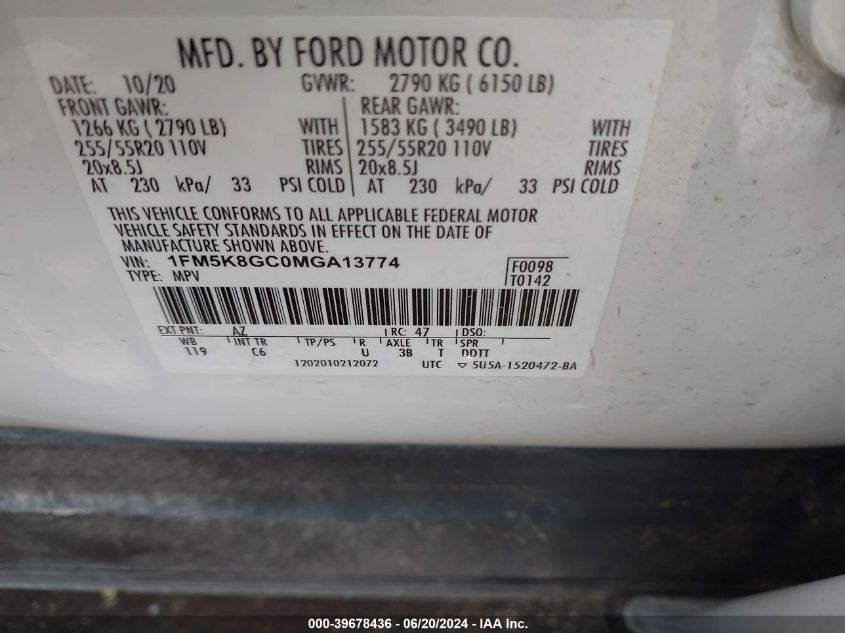 MFD. BY FORD MOTOR CO.
DATE: 10/20 GVWR: 2790 KG ( 6150 LB)
FRONT GAWR: REAR GAWR:
1266 KG ( 2790 LB) WITH 1583 KG ( 3490 LB) WITH
255/55R20 110V TIRES 255/55R20 110V TIRES
20x8.5J RIMS 20x8.5J RIMS
AT 230 kPa/ 33 PSI COLD AT 230 kPa/ 33 PSI COLD
THIS VEHICLE CONFORMS TO ALL APPLICABLE FEDERAL MOTOR
VEHICLE SAFETY STANDARDS IN EFFECT ON THE DATE OF
MANUFACTURE SHOWN ABOVE.
VIN: 1FM5K8GC0MGA13774 F0098
TYPE: MPV T0142
EXT PNT: AZ RC: 47 DSO:
WB INT TR TP/PS R AXLE TR SPR
119 C6 U 3B T DDTT
1202010212072 UTC ▽ 5U5A-1520472-BA
000-39678436 - 06/20/2024 - IAA Inc.